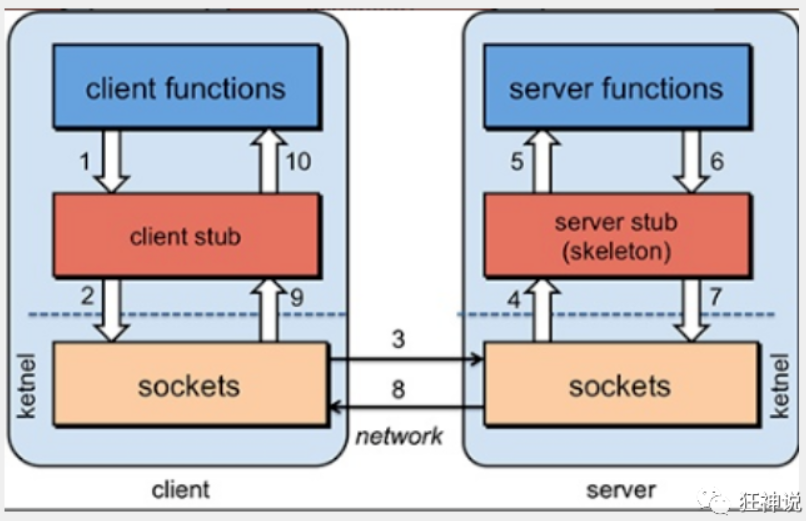 client functions
server functions
1
10
5
6
client stub
server stub
(skeleton)
2
9
4
7
3
ketnel
sockets
8
sockets
ketnel
network
client
server
狂神说